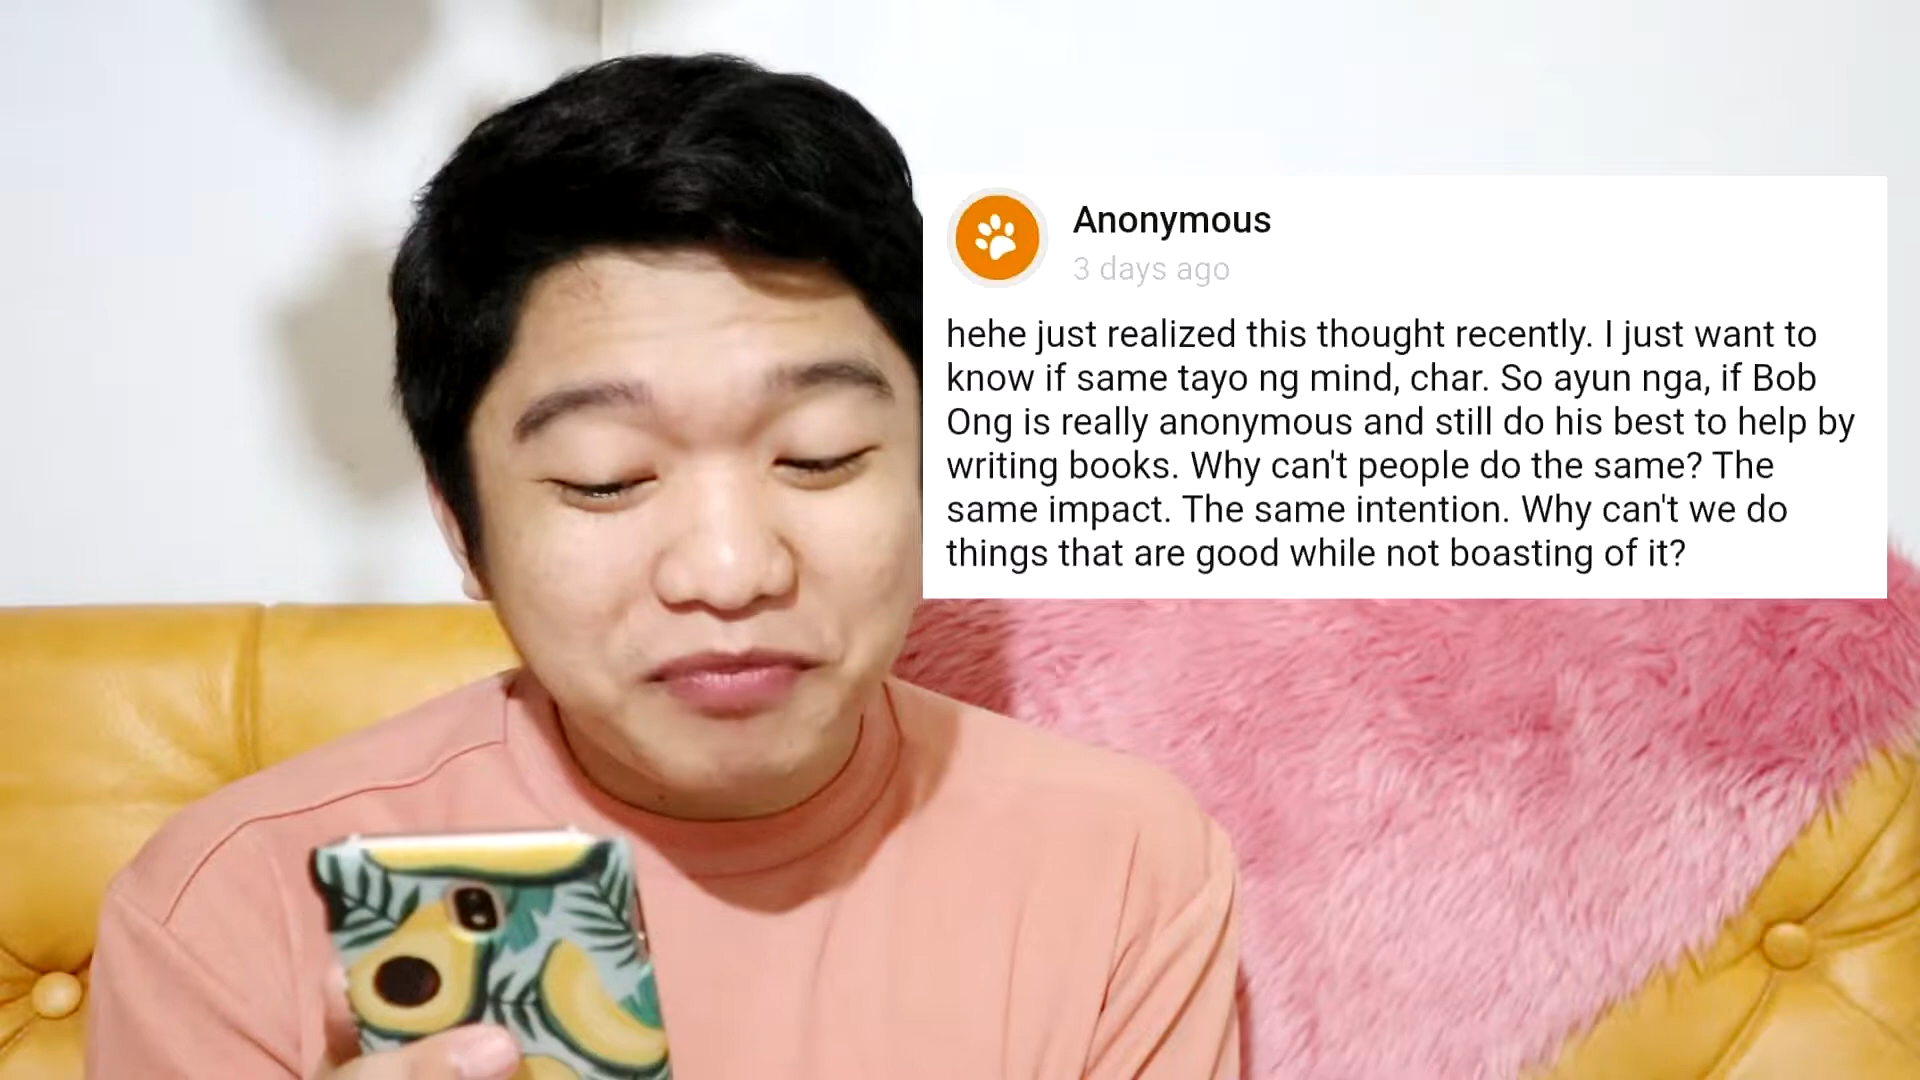 Anonymous
3 days ago
hehe just realized this thought recently. I just want to
know if same tayo ng mind, char. So ayun nga, if Bob
Ong is really anonymous and still do his best to help by
writing books. Why can't people do the same? The
same impact. The same intention. Why can't we do
things that are good while not boasting of it?